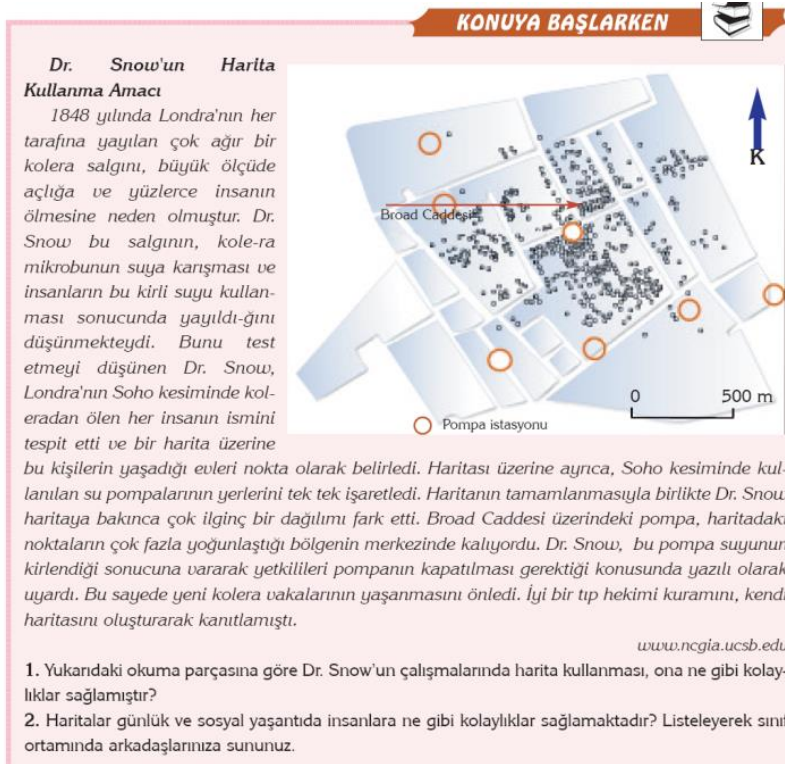 KONUYA BAŞLARKEN
Dr. Snow'un Harita
Kullanma Amacı
1848 yılında Londra'nın her
tarafına yayılan çok ağır bir
kolera salgını, büyük ölçüde
açlığa ve yüzlerce insanın
ölmesine neden olmuştur. Dr.
Snow bu salgının, kole-ra
mikrobunun suya karışması ve
insanların bu kirli suyu kullan-
ması sonucunda yayıldı-ğını
düşünmekteydi. Bunu test
etmeyi düşünen Dr. Snow,
Londra'nın Soho kesiminde kol-
eradan ölen her insanın ismini
tespit etti ve bir harita üzerine
K
Broad Caddesi
0 500 m
Pompa istasyonu
bu kişilerin yaşadığı evleri nokta olarak belirledi. Haritası üzerine ayrıca, Soho kesiminde kul-
lanılan su pompalarının yerlerini tek tek işaretledi. Haritanın tamamlanmasıyla birlikte Dr. Snow
haritaya bakınca çok ilginç bir dağılımı fark etti. Broad Caddesi üzerindeki pompa, haritadaki
noktaların çok fazla yoğunlaştığı bölgenin merkezinde kalıyordu. Dr. Snow, bu pompa suyunun
kirlendiği sonucuna vararak yetkilileri pompanın kapatılması gerektiği konusunda yazılı olarak
uyardı. Bu sayede yeni kolera vakalarının yaşanmasını önledi. İyi bir tıp hekimi kuramını, kendi
haritasını oluşturarak kanıtlamıştı.
www.ncgia.ucsb.edu
1. Yukarıdaki okuma parçasına göre Dr. Snow'un çalışmalarında harita kullanması, ona ne gibi kolay-
lıklar sağlamıştır?
2. Haritalar günlük ve sosyal yaşantıda insanlara ne gibi kolaylıklar sağlamaktadır? Listeleyerek sınıf
ortamında arkadaşlarınıza sununuz.